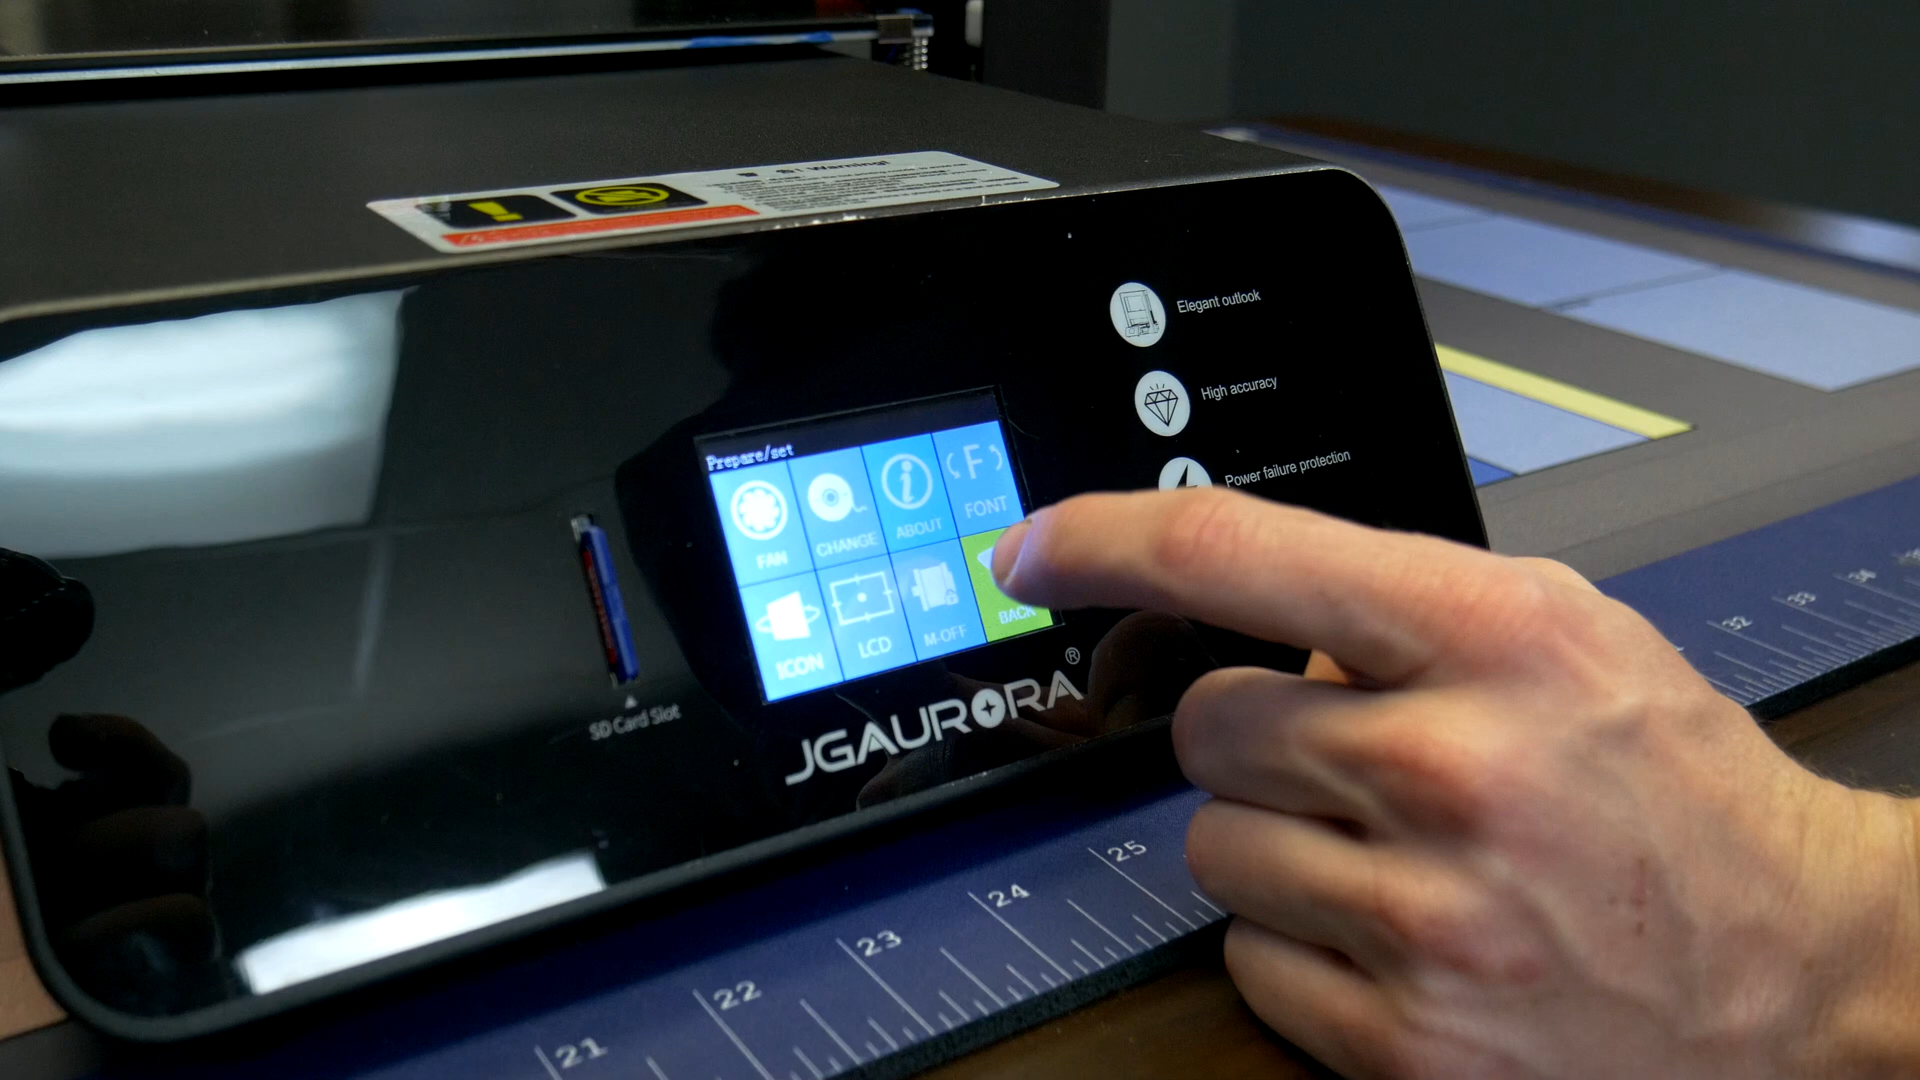 Warning!
Elegant outlook
High accuracy
Power failure protection
Prepare/set
FAN
CHANGE
ABOUT
F
FONT
ICON
LCD
M-OFF
BACK
SD Card Slot
JGAURORA®
21
22
23
24
25
32
33
34